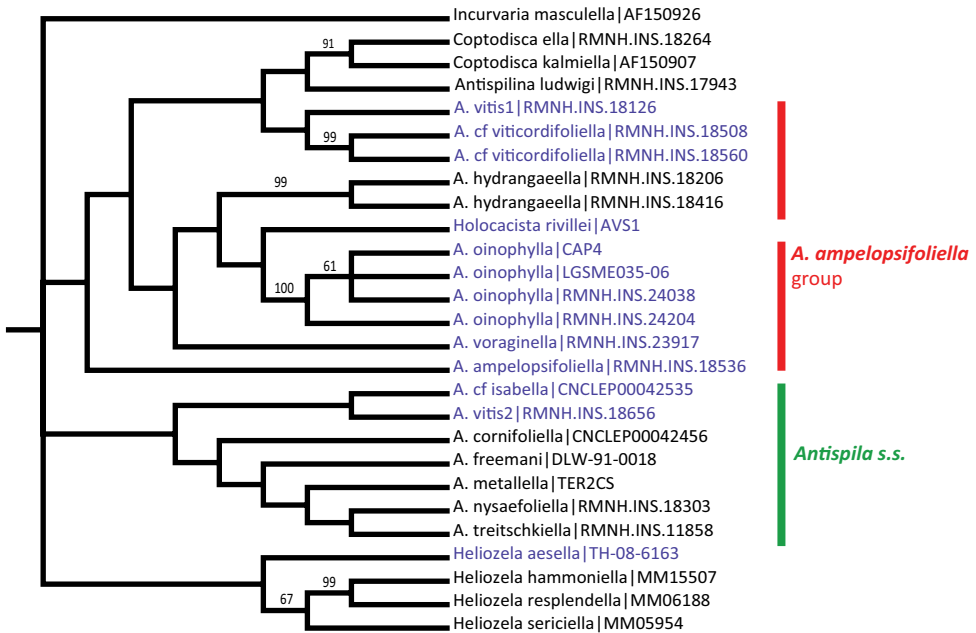 Incurvaria masculella|AF150926
91
Coptodisca ella|RMNH.INS.18264
Coptodisca kalmiella|AF150907
Antispilina ludwigi|RMNH.INS.17943
A. vitis1|RMNH.INS.18126
99
A. cf viticordifoliella|RMNH.INS.18508
A. cf viticordifoliella|RMNH.INS.18560
99
A. hydrangaeella|RMNH.INS.18206
A. hydrangaeella|RMNH.INS.18416
Holocacista rivillei|AVS1
A. oinophylla|CAP4
61
A. oinophylla|LGSME035-06
100
A. oinophylla|RMNH.INS.24038
A. oinophylla|RMNH.INS.24204
A. voraginella|RMNH.INS.23917
A. ampelopsifoliella|RMNH.INS.18536
A. ampelopsifoliella
group
A. cf isabella|CNCLEP00042535
A. vitis2|RMNH.INS.18656
A. cornifoliella|CNCLEP00042456
A. freemani|DLW-91-0018
A. metallella|TER2CS
A. nysaefoliella|RMNH.INS.18303
A. treitschkiella|RMNH.INS.11858
Antispila s.s.
Heliozela aesella|TH-08-6163
99
Heliozela hammoniella|MM15507
67
Heliozela resplendella|MM06188
Heliozela sericiella|MM05954